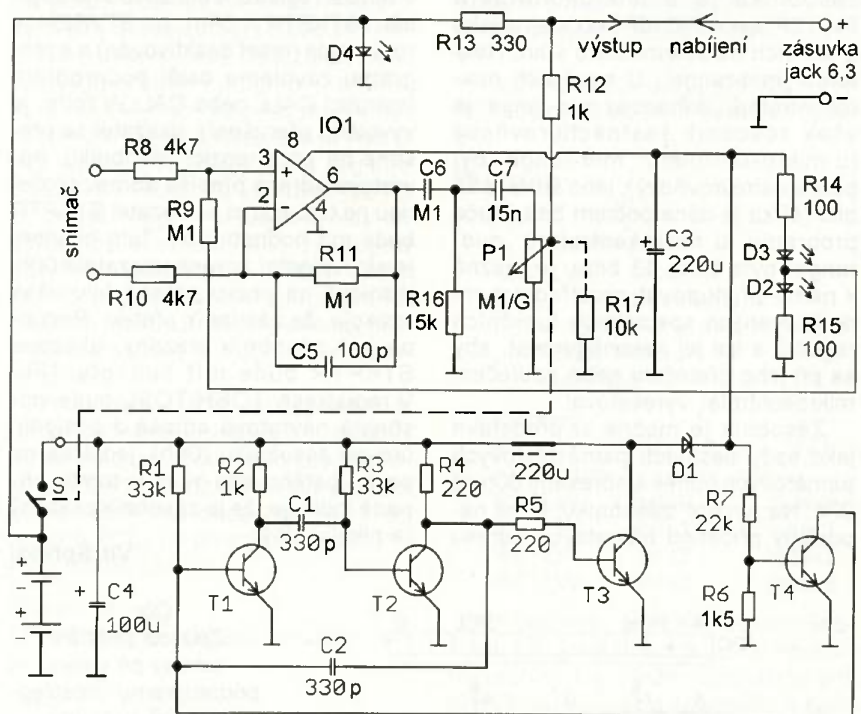 R13 330
výstup
nabíjení
+
zásuvka
jack 6,3
D4
R12
1k
IO1
8
R8 4k7
3
+
6
2
−
4
C6
M1
C7
15n
R14
100
snímač
R9
M1
P1
M1/G
C3
220u
+
D3
D2
R10 4k7
R11
M1
R16
15k
R17
10k
R15
100
C5
100p
L
220u
D1
R1
33k
R2
1k
R3
33k
R4
220
C1
330p
R5
220
R7
22k
T1
T2
T3
T4
R6
1k5
+
−
+
−
+
C4
100u
C2
330p